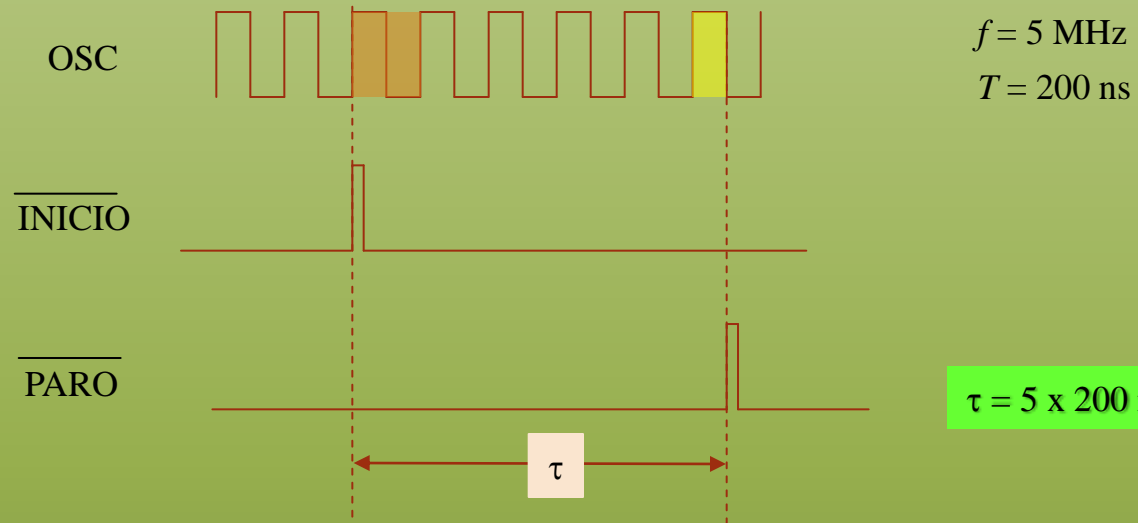 OSC
f = 5 MHz
T = 200 ns
INICIO
PARO
τ = 5 x 200
τ